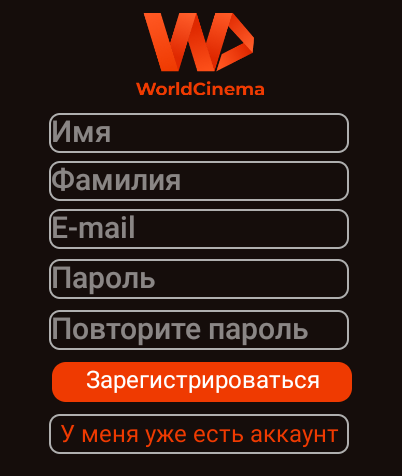 WorldCinema
Имя
Фамилия
E-mail
Пароль
Повторите пароль
Зарегистрироваться
У меня уже есть аккаунт